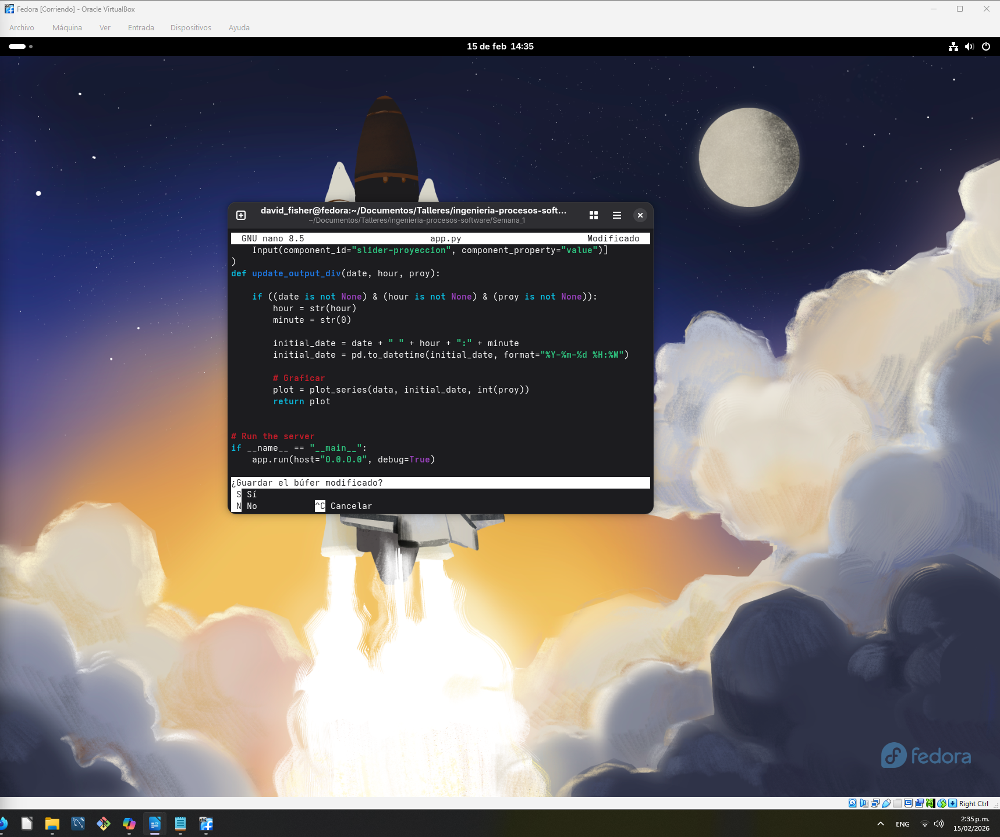 Fedora [Corriendo] - Oracle VirtualBox
Archivo Máquina Ver Entrada Dispositivos Ayuda
15 de feb 14:35
david_fisher@fedora:~/Documentos/Talleres/ingenieria-procesos-soft...
~/Documentos/Talleres/ingenieria-procesos-software/Semana_1
GNU nano 8.5 app.py Modificado
Input(component_id="slider-proyeccion", component_property="value")]
)
def update_output_div(date, hour, proy):
if ((date is not None) & (hour is not None) & (proy is not None)):
hour = str(hour)
minute = str(0)
initial_date = date + " " + hour + ":" + minute
initial_date = pd.to_datetime(initial_date, format="%Y-%m-%d %H:%M")
# Graficar
plot = plot_series(data, initial_date, int(proy))
return plot
# Run the server
if __name__ == "__main__":
app.run(host="0.0.0.0", debug=True)
¿Guardar el búfer modificado?
S Sí
N No ^C Cancelar
fedora
Right Ctrl
ENG
2:35 p. m.
15/02/2026